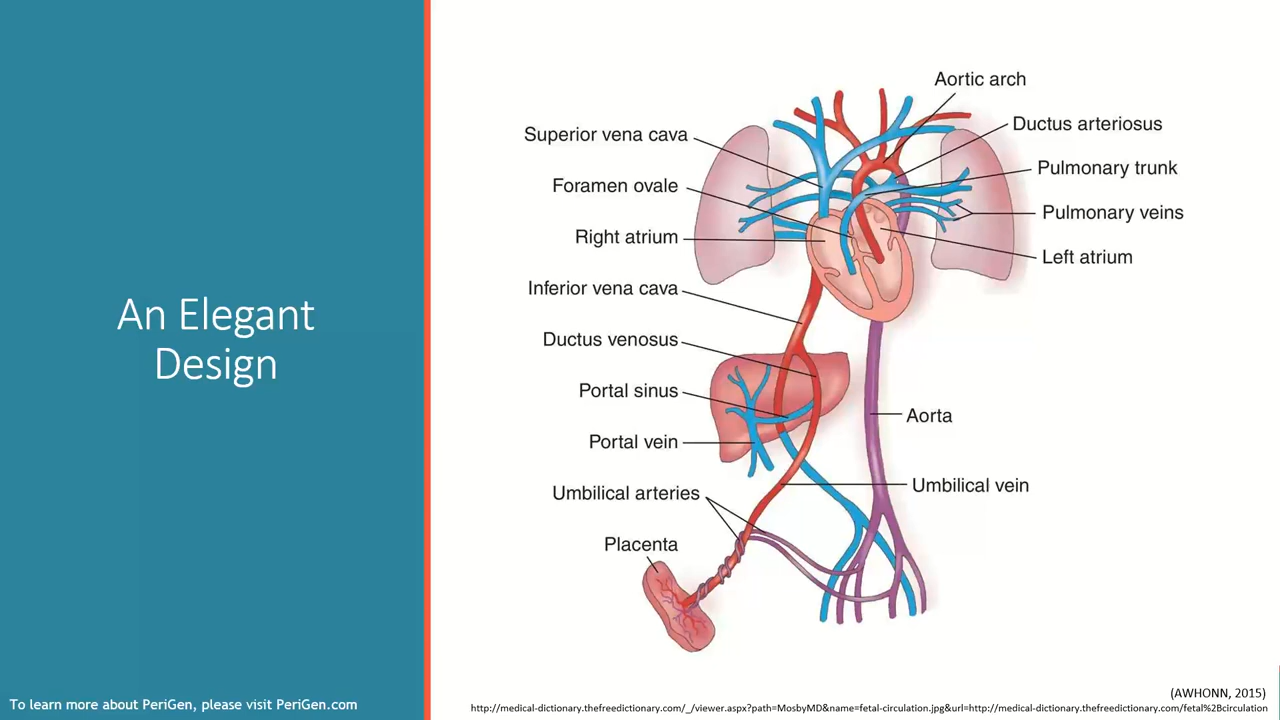 An Elegant
Design
Aortic arch
Superior vena cava
Ductus arteriosus
Foramen ovale
Pulmonary trunk
Right atrium
Pulmonary veins
Inferior vena cava
Left atrium
Ductus venosus
Portal sinus
Portal vein
Aorta
Umbilical arteries
Umbilical vein
Placenta
(AWHONN, 2015)
To learn more about PeriGen, please visit PeriGen.com
http://medical-dictionary.thefreedictionary.com/_/viewer.aspx?path=MosbyMD&name=fetal-circulation.jpg&url=http://medical-dictionary.thefreedictionary.com/fetal%2Bcirculation